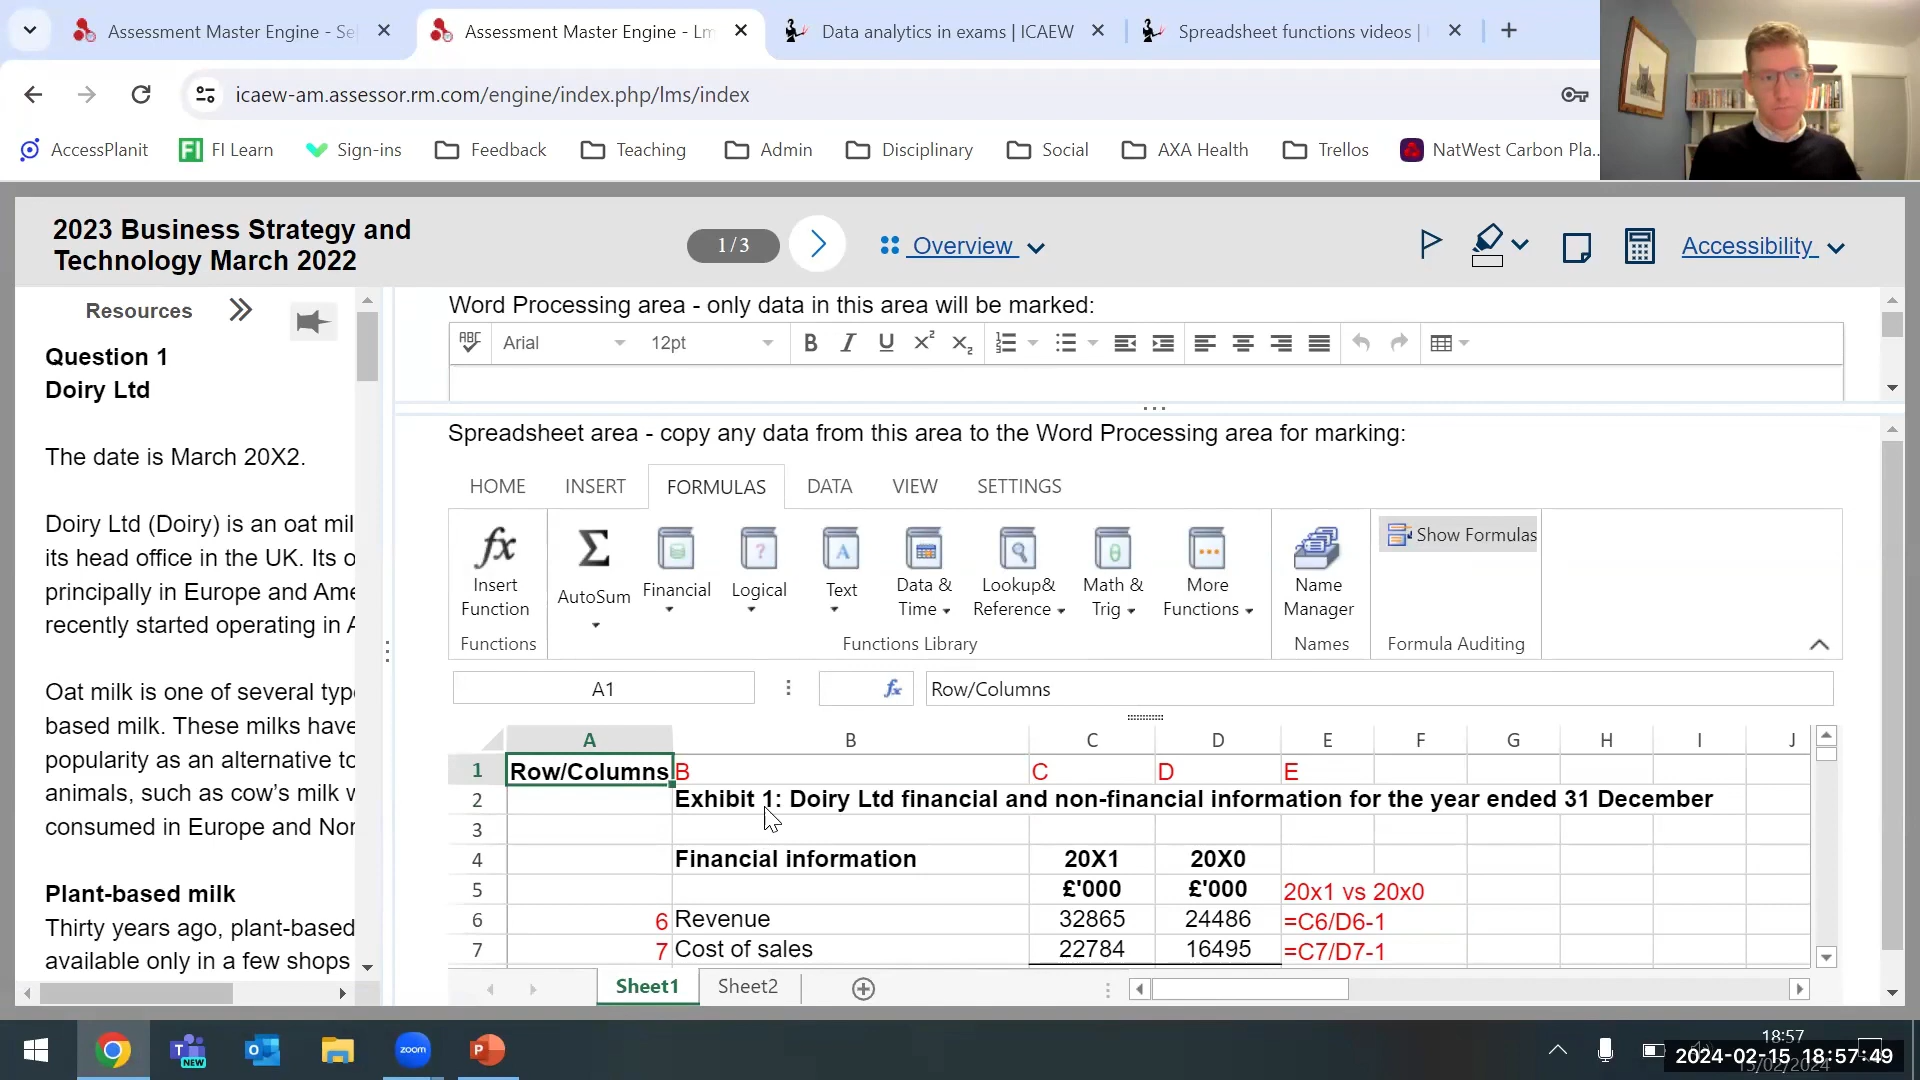 Assessment Master Engine - Se
Assessment Master Engine - Lm
Data analytics in exams | ICAEW
Spreadsheet functions videos |
icaew-am.assessor.rm.com/engine/index.php/lms/index
AccessPlanit
FI Learn
Sign-ins
Feedback
Teaching
Admin
Disciplinary
Social
AXA Health
Trellos
NatWest Carbon Pla...
2023 Business Strategy and
Technology March 2022
1/3
Overview
Accessibility
Resources
Question 1
Doiry Ltd
The date is March 20X2.
Doiry Ltd (Doiry) is an oat mil
its head office in the UK. Its o
principally in Europe and Ame
recently started operating in A
Oat milk is one of several type
based milk. These milks have
popularity as an alternative to
animals, such as cow's milk w
consumed in Europe and Nor
Plant-based milk
Thirty years ago, plant-based
available only in a few shops
Word Processing area - only data in this area will be marked:
ABC
Arial
12pt
B I U X² X₂
Spreadsheet area - copy any data from this area to the Word Processing area for marking:
HOME INSERT FORMULAS DATA VIEW SETTINGS
Insert Function
AutoSum
Financial
Logical
Text
Data & Time
Lookup& Reference
Math & Trig
More Functions
Name Manager
Show Formulas
Functions
Functions Library
Names
Formula Auditing
A1
fx
Row/Columns
A B C D E F G H I J
1 Row/Columns B C D E
2 Exhibit 1: Doiry Ltd financial and non-financial information for the year ended 31 December
3
4 Financial information 20X1 20X0
5 £'000 £'000 20x1 vs 20x0
6 6 Revenue 32865 24486 =C6/D6-1
7 7 Cost of sales 22784 16495 =C7/D7-1
Sheet1
Sheet2
NEW
zoom
18:57
15/02/2024
2024-02-15 18:57:49